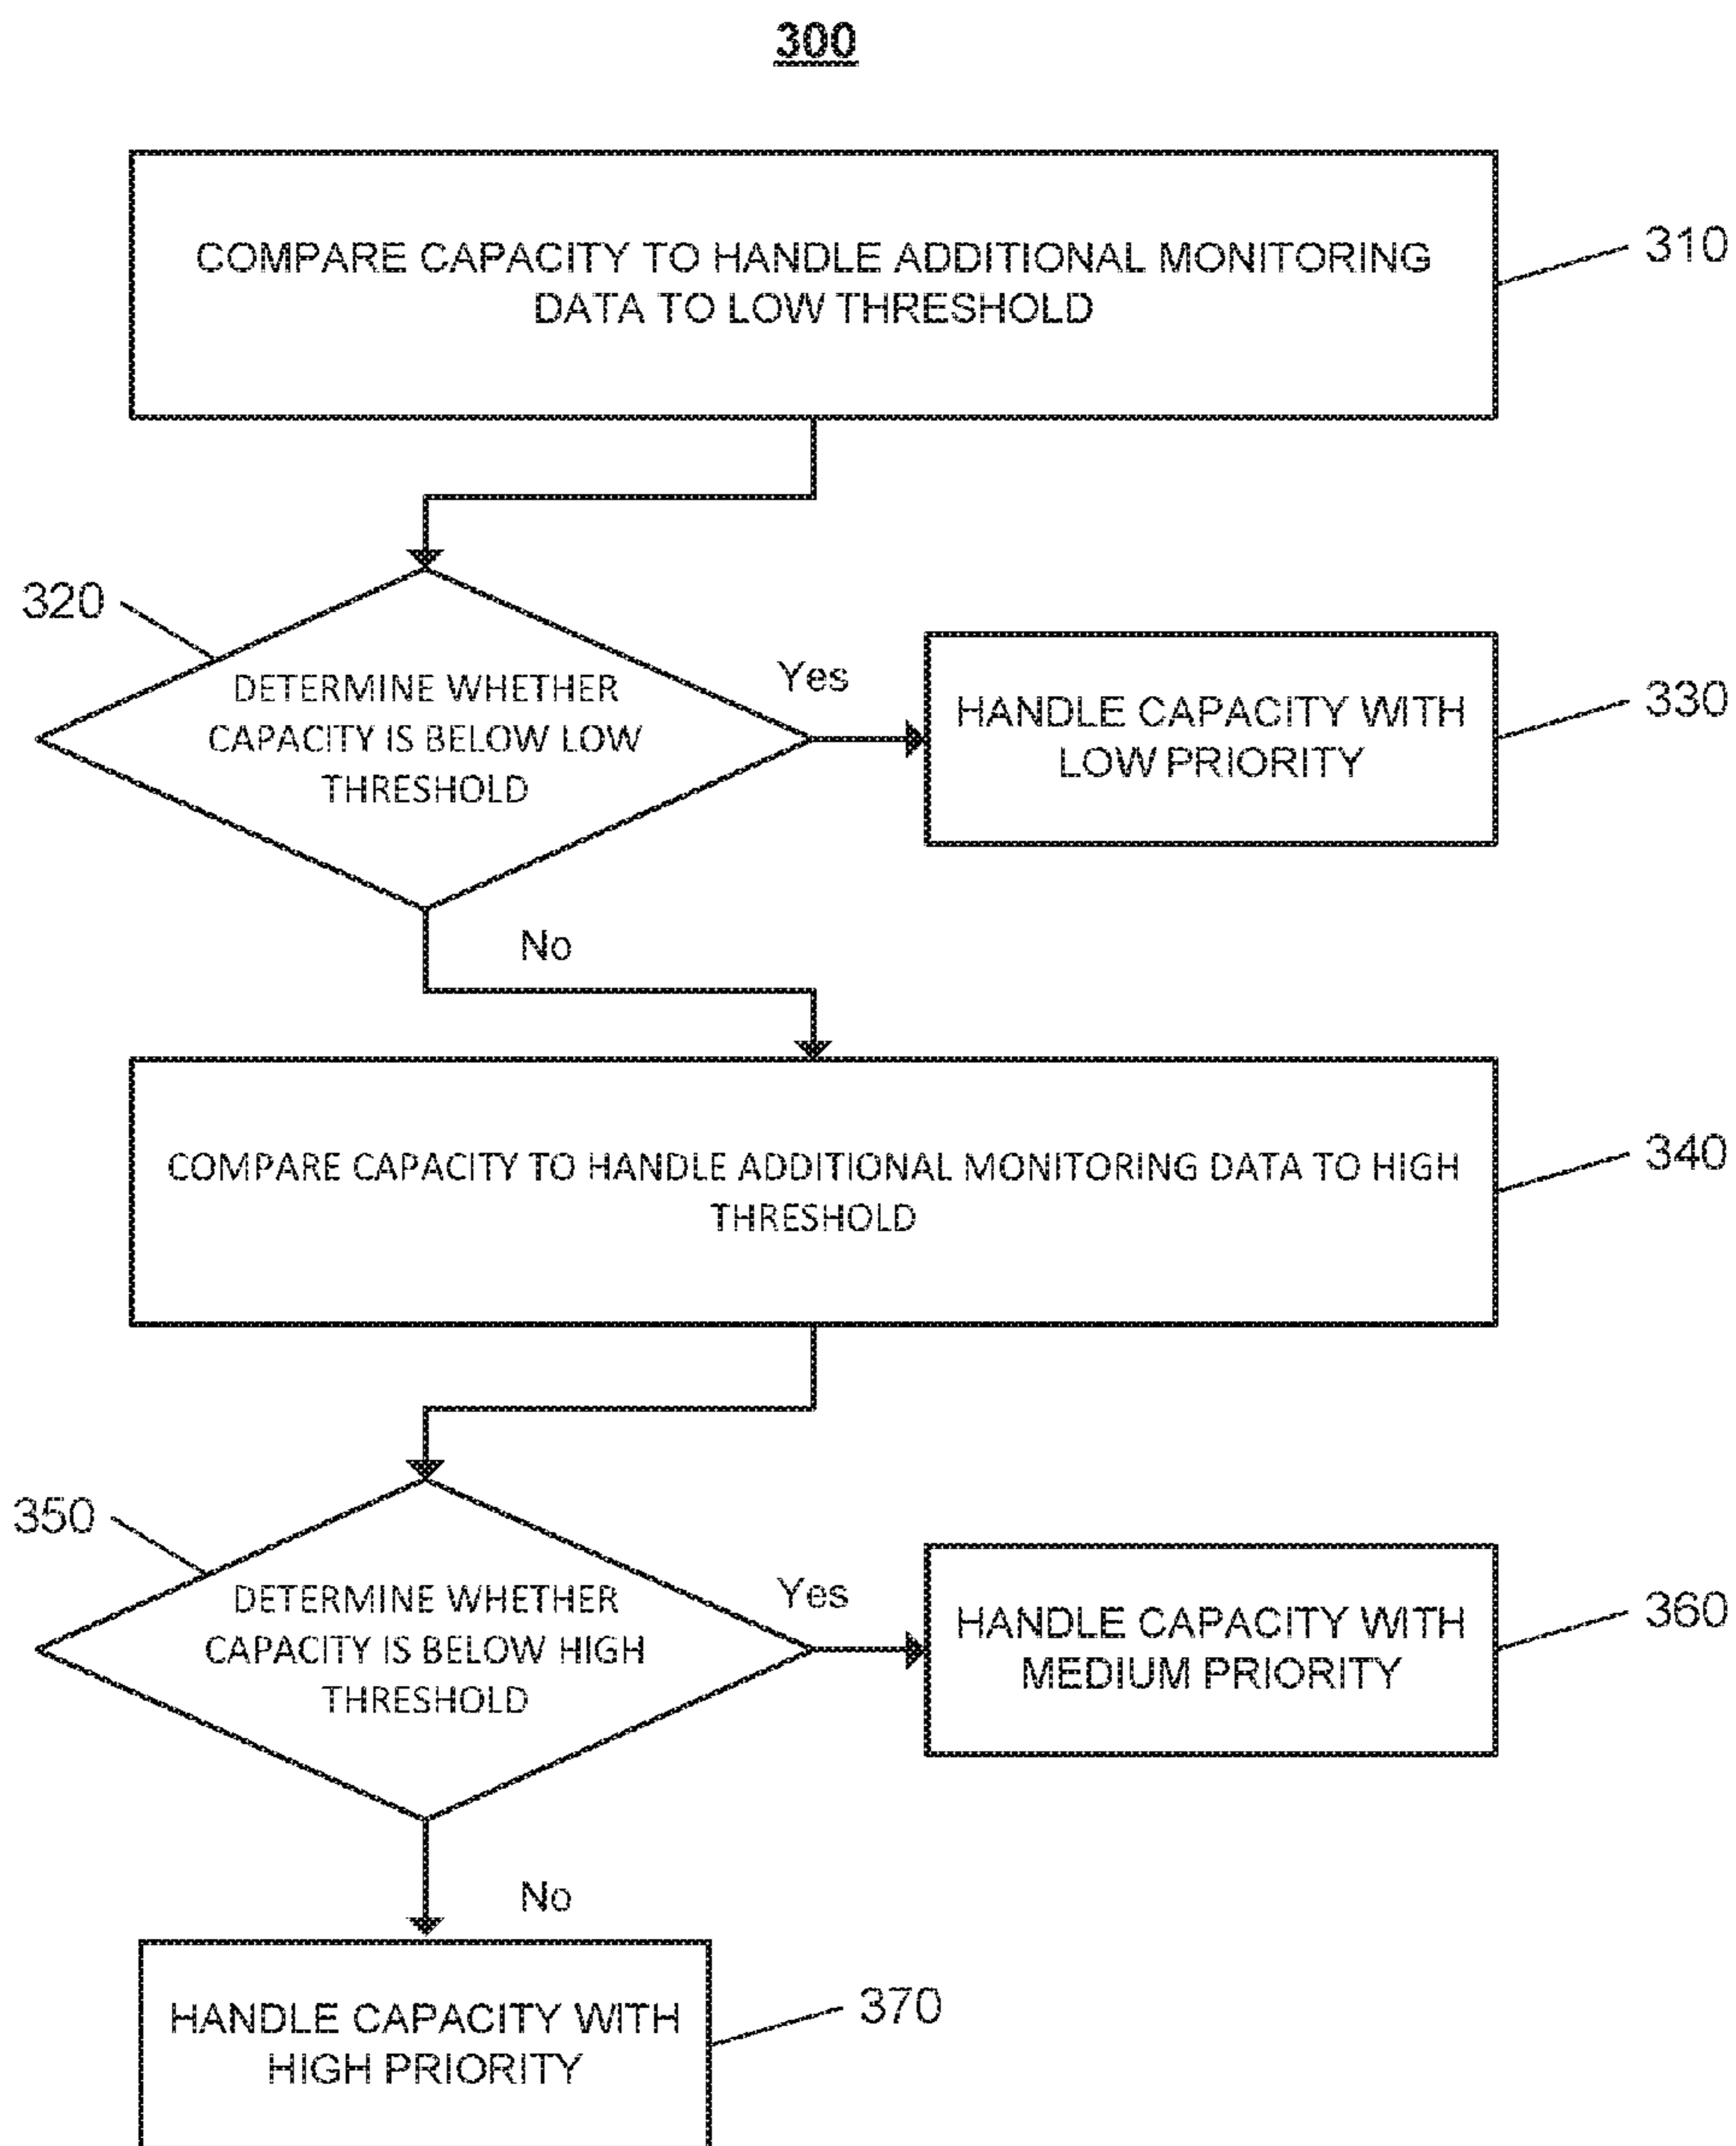 300
COMPARE CAPACITY TO HANDLE ADDITIONAL MONITORING
DATA TO LOW THRESHOLD
310
320
DETERMINE WHETHER
CAPACITY IS BELOW LOW
THRESHOLD
Yes
HANDLE CAPACITY WITH
LOW PRIORITY
330
No
COMPARE CAPACITY TO HANDLE ADDITIONAL MONITORING DATA TO HIGH
THRESHOLD
340
350
DETERMINE WHETHER
CAPACITY IS BELOW HIGH
THRESHOLD
Yes
HANDLE CAPACITY WITH
MEDIUM PRIORITY
360
No
HANDLE CAPACITY WITH
HIGH PRIORITY
370